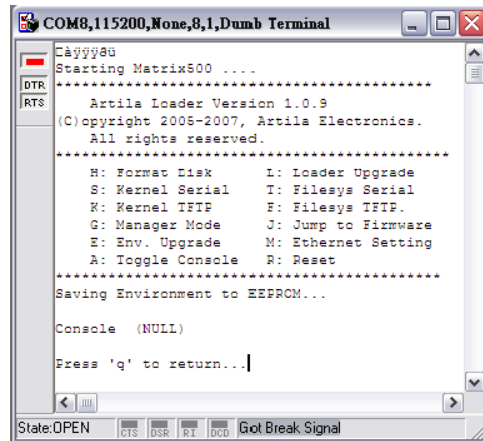 COM8,115200,None,8,1,Dumb Terminal
Starting Matrix500 ....
*******************************************
Artila Loader Version 1.0.9
(C)opyright 2005-2007, Artila Electronics.
All rights reserved.
*********************************************
H: Format Disk L: Loader Upgrade
S: Kernel Serial T: Filesys Serial
K: Kernel TFTP F: Filesys TFTP.
G: Manager Mode J: Jump to Firmware
E: Env. Upgrade M: Ethernet Setting
A: Toggle Console R: Reset
********************************************
Saving Environment to EEPROM...
Console (NULL)
Press 'q' to return...
DTR
RTS
State:OPEN CTS DSR RI DCD Got Break Signal